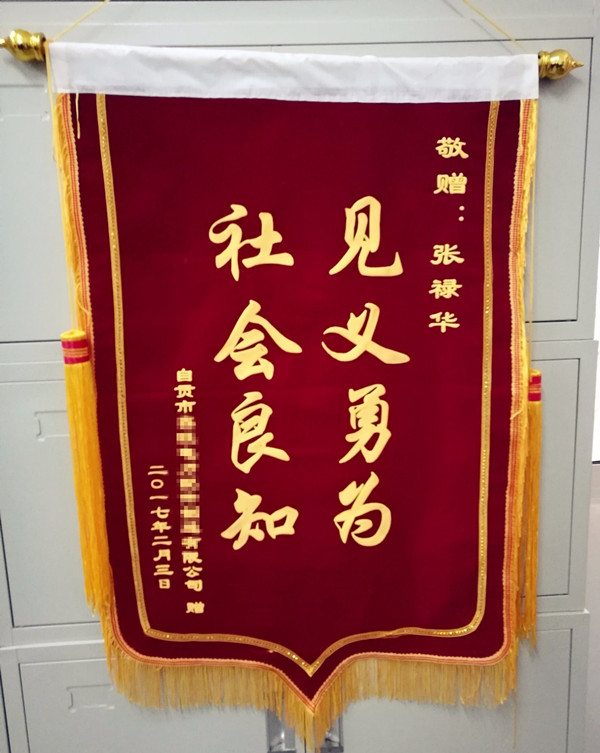 敬赠：张禄华
见义勇为
社会良知
自贡市 有限公司 赠
二〇一七年二月三日